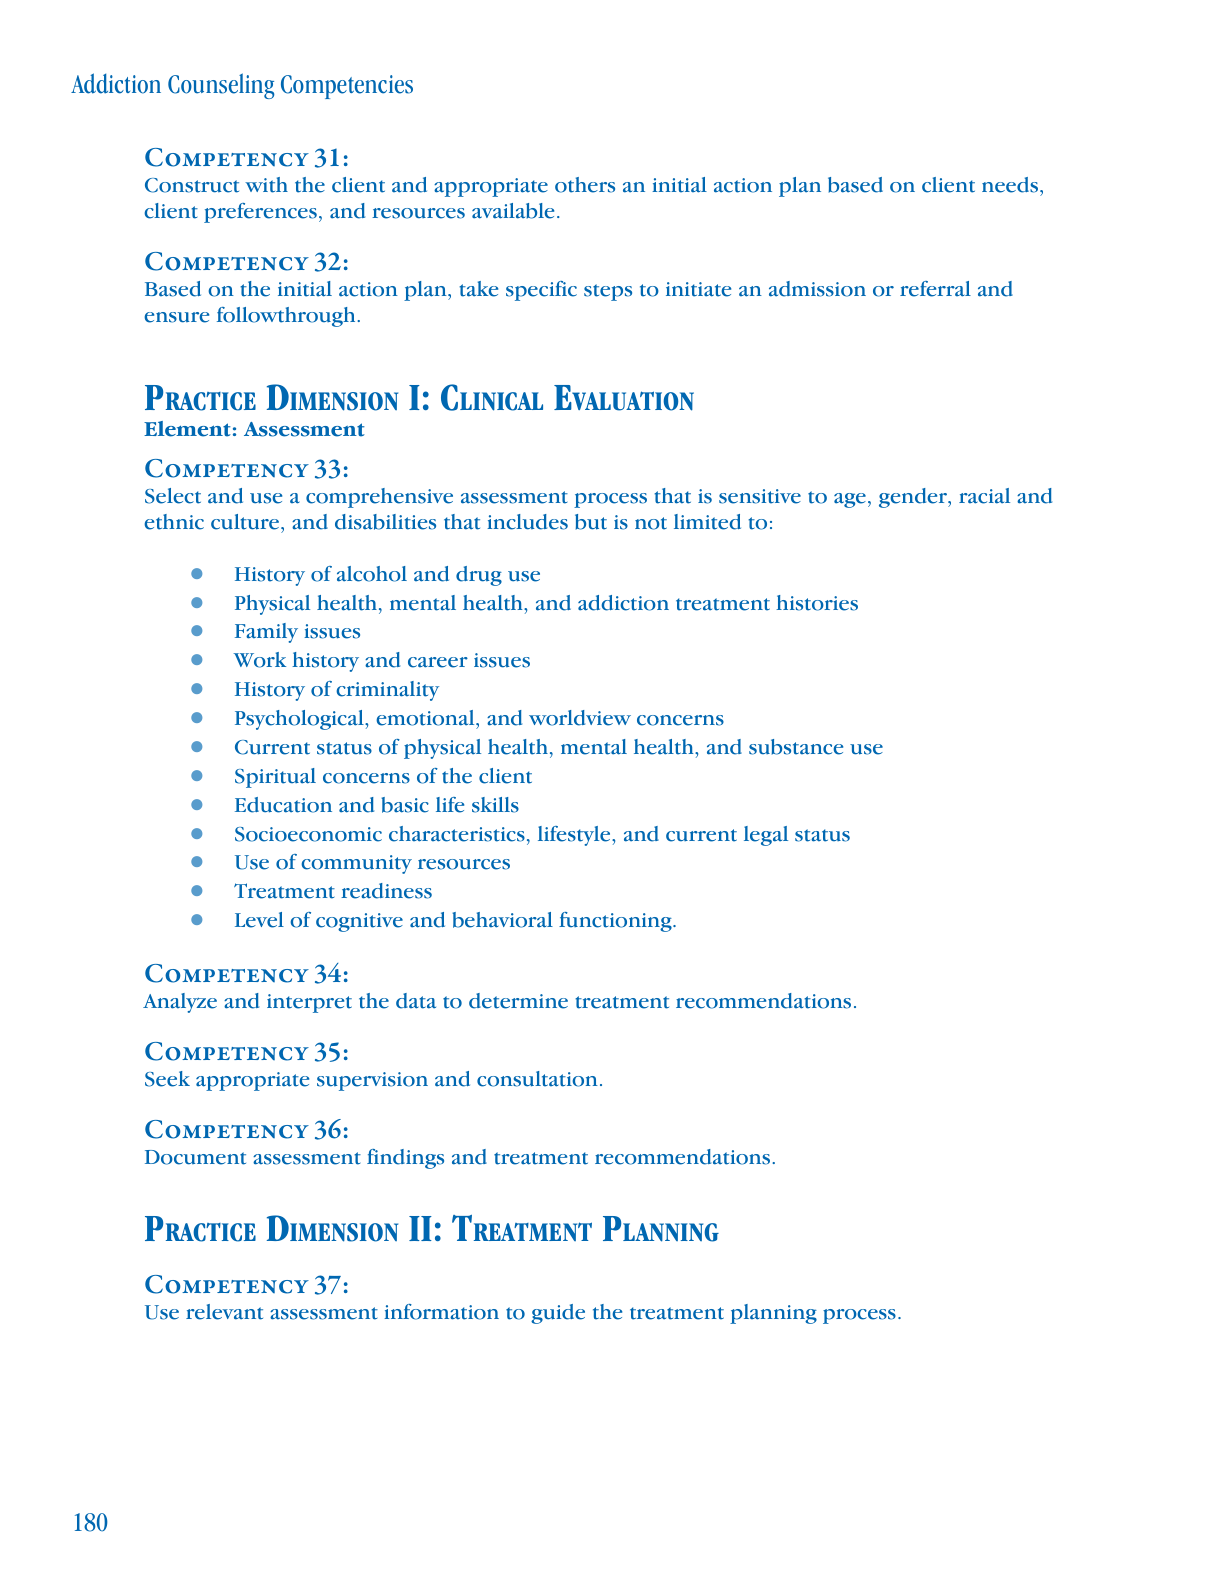 Addiction Counseling Competencies
Competency 31:
Construct with the client and appropriate others an initial action plan based on client needs,
client preferences, and resources available.
Competency 32:
Based on the initial action plan, take specific steps to initiate an admission or referral and
ensure followthrough.
Practice Dimension I: Clinical Evaluation
Element: Assessment
Competency 33:
Select and use a comprehensive assessment process that is sensitive to age, gender, racial and
ethnic culture, and disabilities that includes but is not limited to:
● History of alcohol and drug use
● Physical health, mental health, and addiction treatment histories
● Family issues
● Work history and career issues
● History of criminality
● Psychological, emotional, and worldview concerns
● Current status of physical health, mental health, and substance use
● Spiritual concerns of the client
● Education and basic life skills
● Socioeconomic characteristics, lifestyle, and current legal status
● Use of community resources
● Treatment readiness
● Level of cognitive and behavioral functioning.
Competency 34:
Analyze and interpret the data to determine treatment recommendations.
Competency 35:
Seek appropriate supervision and consultation.
Competency 36:
Document assessment findings and treatment recommendations.
Practice Dimension II: Treatment Planning
Competency 37:
Use relevant assessment information to guide the treatment planning process.
180